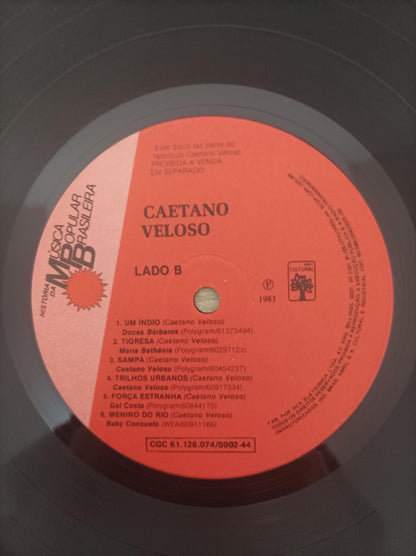 Este disco faz parte do
fascículo Caetano Veloso
PROIBIDA A VENDA
EM SEPARADO
HISTÓRIA
DA
MÚSICA
POPULAR
BRASILEIRA
CAETANO
VELOSO
LADO B
℗
1983
ABRIL
CULTURAL
1. UM ÍNDIO (Caetano Veloso)
Doces Bárbaros (Polygram/61373494)
2. TIGRESA (Caetano Veloso)
Maria Bethânia (Polygram/60297123)
3. SAMPA (Caetano Veloso)
Caetano Veloso (Polygram/60454237)
4. TRILHOS URBANOS (Caetano Veloso)
Caetano Veloso (Polygram/60917334)
5. FORÇA ESTRANHA (Caetano Veloso)
Gal Costa (Polygram/60844175)
6. MENINO DO RIO (Caetano Veloso)
Baby Consuelo (WEA/60911166)
CGC 61.126.074/0002-44